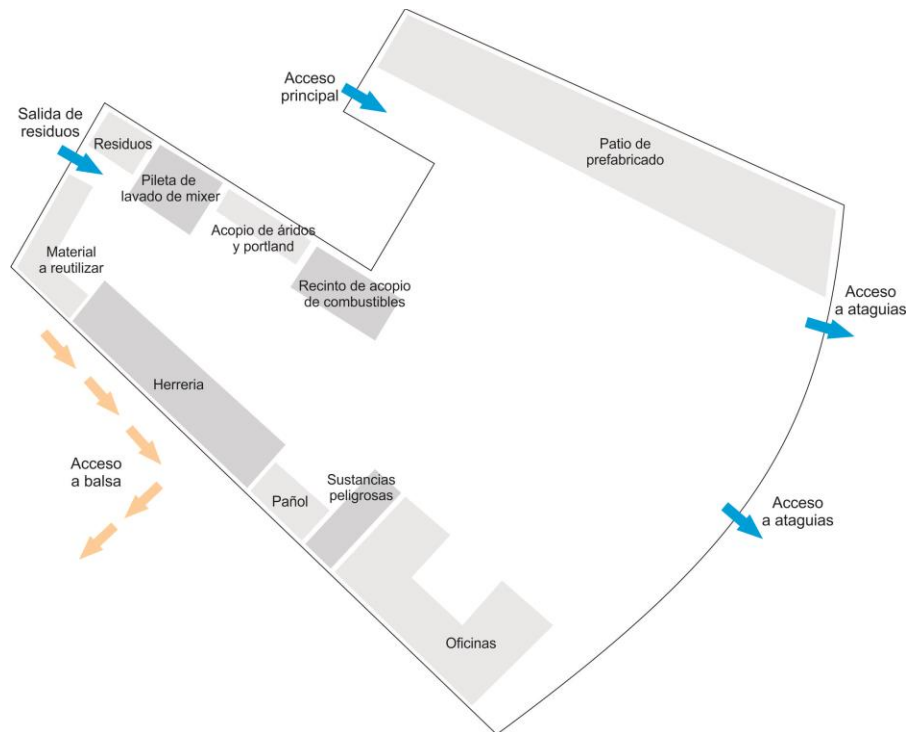 Acceso
principal
Salida de
residuos
Residuos
Pileta de
lavado de mixer
Patio de
prefabricado
Acopio de áridos
y portland
Material
a reutilizar
Recinto de acopio
de combustibles
Acceso
a ataguias
Herreria
Acceso
a balsa
Sustancias
peligrosas
Pañol
Acceso
a ataguias
Oficinas